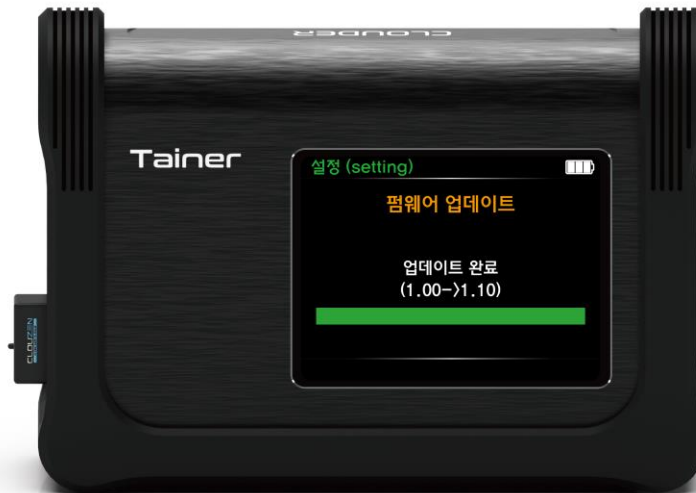 CLOUDER
Tainer
설정 (setting)
펌웨어 업데이트
업데이트 완료
(1.00->1.10)
CLOUZEN